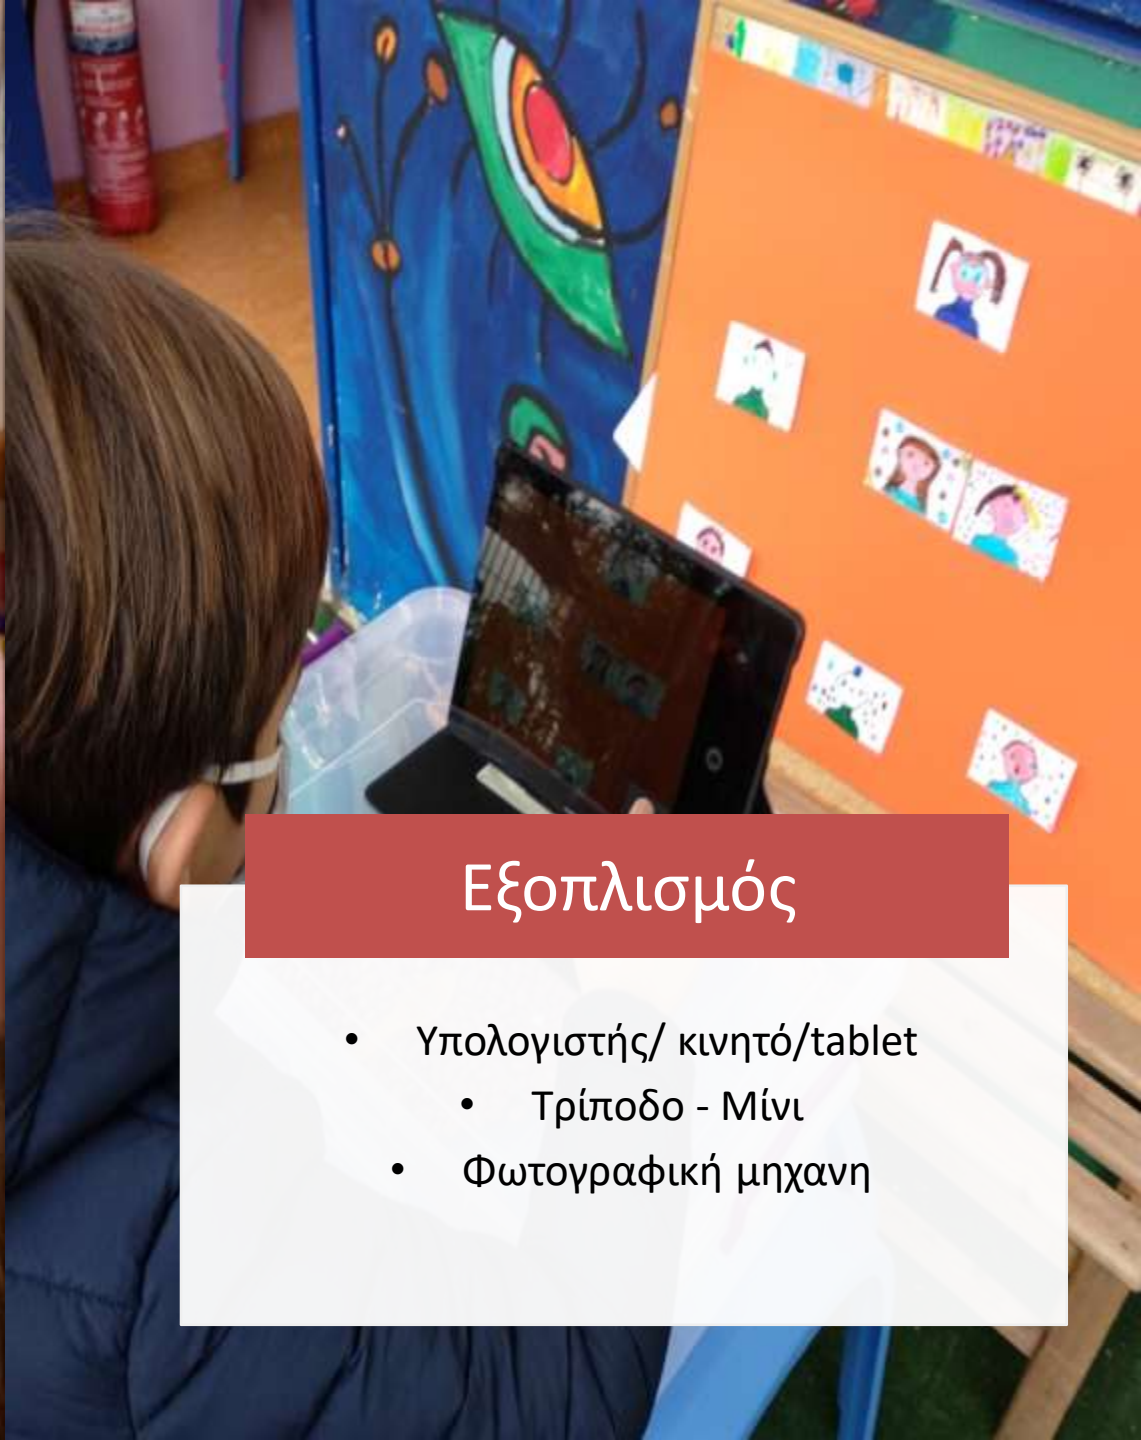 Εξοπλισμός
• Υπολογιστής/ κινητό/tablet
• Τρίποδο - Μίνι
• Φωτογραφική μηχανη